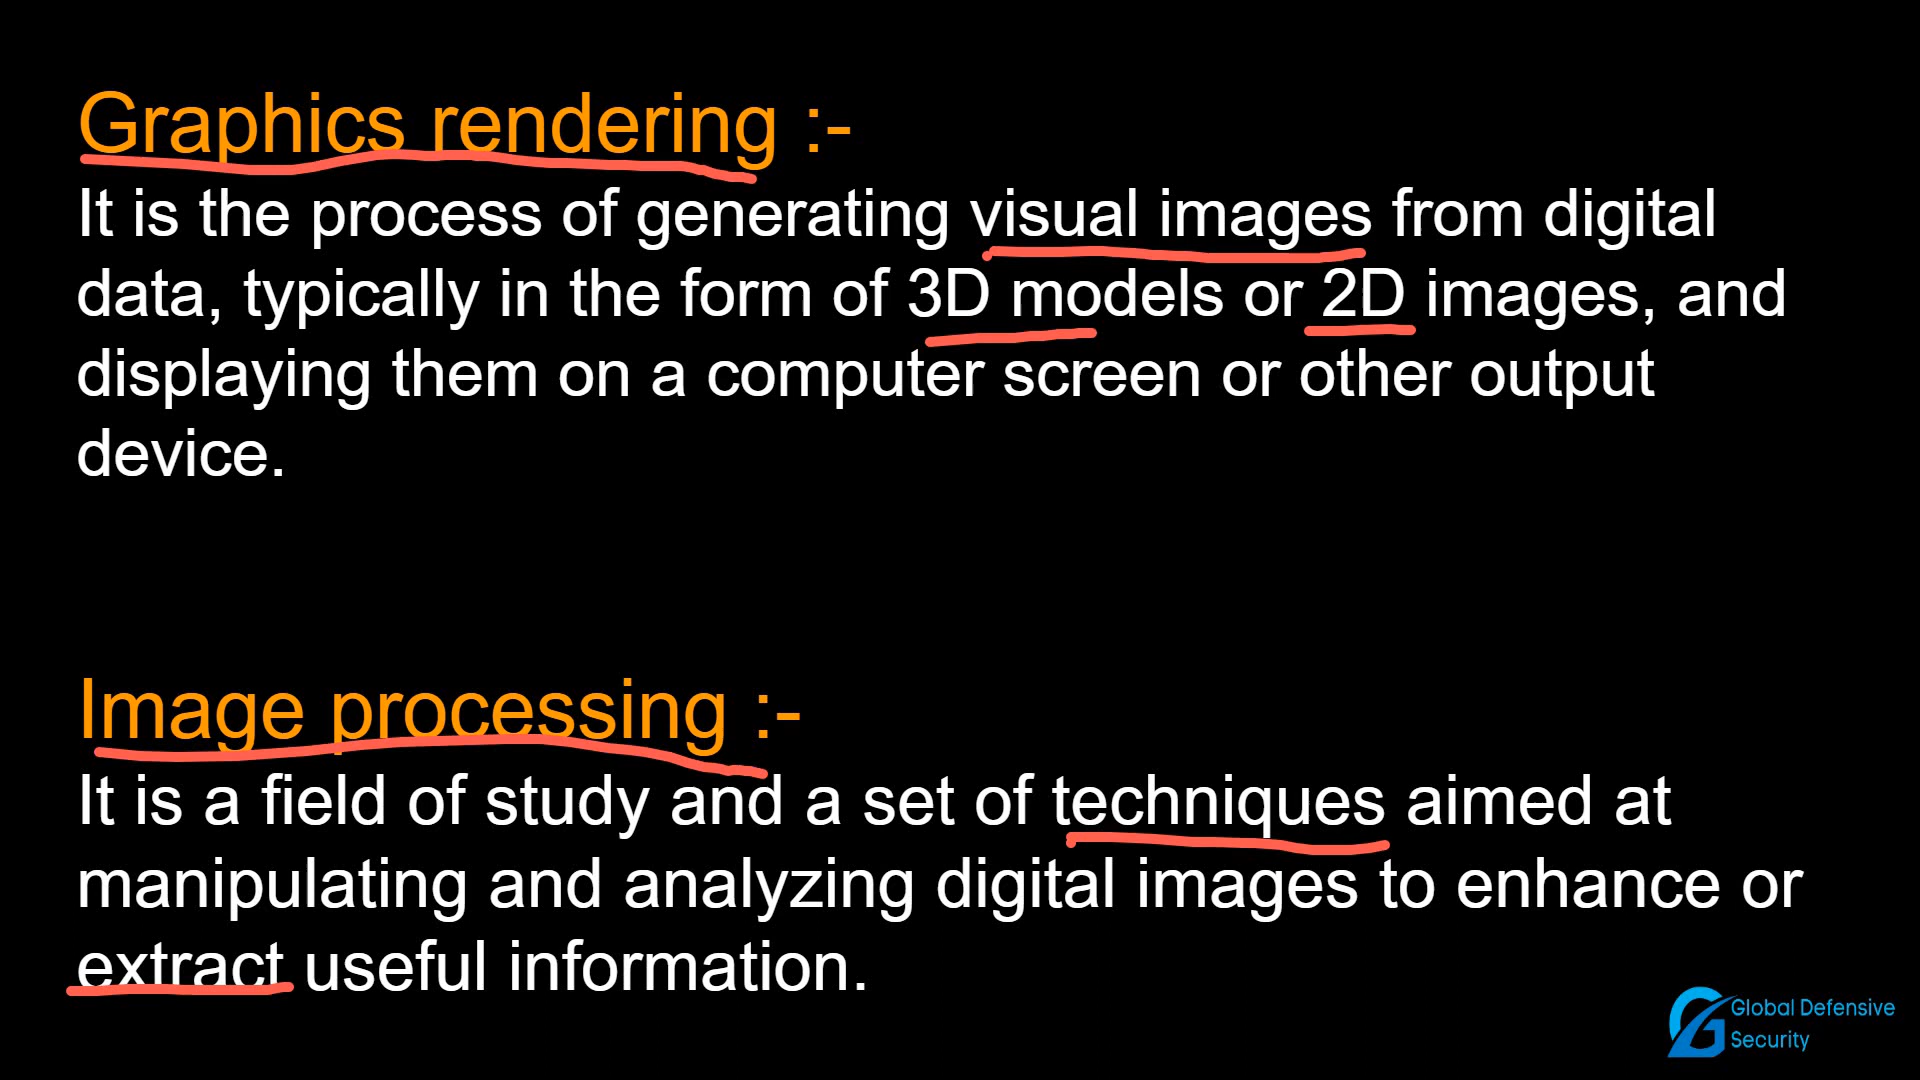 Graphics rendering :-
It is the process of generating visual images from digital
data, typically in the form of 3D models or 2D images, and
displaying them on a computer screen or other output
device.
Image processing :-
It is a field of study and a set of techniques aimed at
manipulating and analyzing digital images to enhance or
extract useful information.
Global Defensive
Security